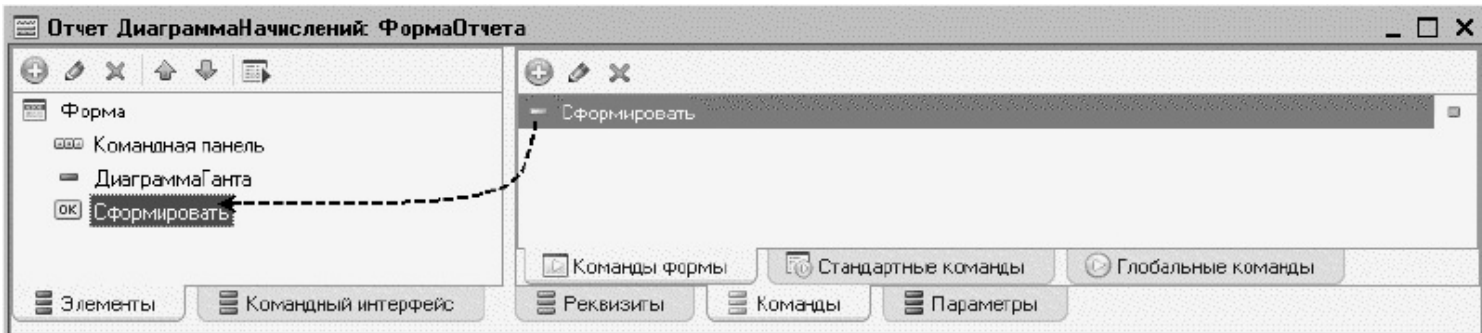 Отчет ДиаграммаНачислений: ФормаОтчета
Форма
Командная панель
ДиаграммаГанта
OK Сформировать
Сформировать
Команды формы Стандартные команды Глобальные команды
Элементы Командный интерфейс Реквизиты Команды Параметры